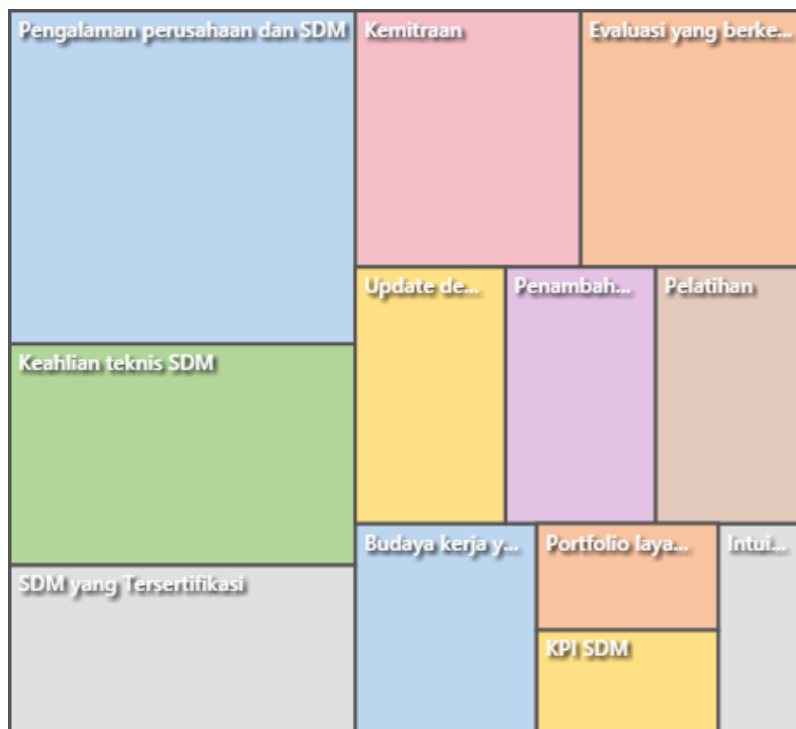 Pengalaman perusahaan dan SDM
Kemitraan
Evaluasi yang berke...
Keahlian teknis SDM
Update de...
Penambah...
Pelatihan
SDM yang Tersertifikasi
Budaya kerja y...
Portfolio laya...
Intui...
KPI SDM